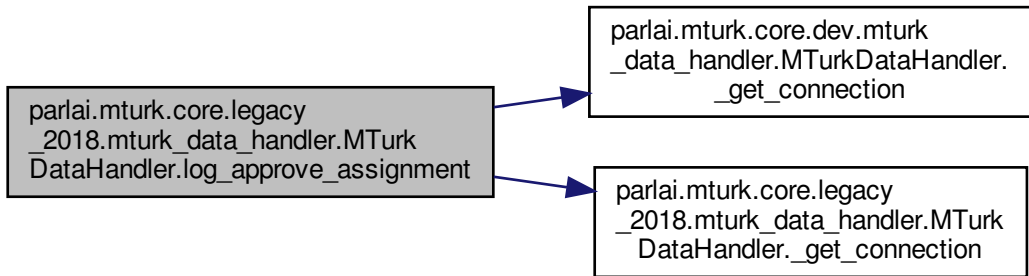 parlai.mturk.core.legacy
_2018.mturk_data_handler.MTurk
DataHandler.log_approve_assignment
parlai.mturk.core.dev.mturk
_data_handler.MTurkDataHandler.
_get_connection
parlai.mturk.core.legacy
_2018.mturk_data_handler.MTurk
DataHandler._get_connection